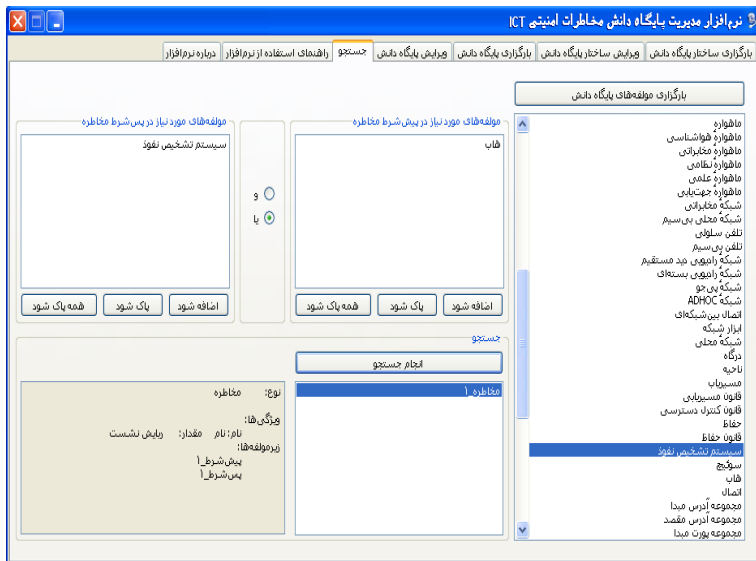 نرم‌افزار مدیریت پایگاه دانش مخاطرات امنیتی ICT
بارگزاری ساختار پایگاه دانش
ویرایش ساختار پایگاه دانش
بارگزاری پایگاه دانش
ویرایش پایگاه دانش
جستجو
راهنمای استفاده از نرم‌افزار
درباره نرم‌افزار
بارگزاری مولفه‌های پایگاه دانش
ماهواره
ماهوارهٔ هواشناسی
ماهوارهٔ مخابراتی
ماهوارهٔ نظامی
ماهوارهٔ علمی
ماهوارهٔ جهت‌یابی
شبکهٔ مخابراتی
شبکهٔ محلی بی‌سیم
تلفن سلولی
تلفن بی‌سیم
شبکهٔ رادیویی دید مستقیم
شبکهٔ رادیویی بسته‌ای
شبکهٔ پی‌جو
شبکهٔ ADHOC
اتصال بین‌شبکه‌ای
ابزار شبکه
شبکهٔ محلی
درگاه
ناحیه
مسیریاب
قانون مسیریابی
قانون کنترل دسترسی
حفاظ
قانون حفاظ
سیستم تشخیص نفوذ
سوئیچ
هاب
اتصال
مجموعه آدرس مبدا
مجموعه آدرس مقصد
مجموعه پورت مبدا
مولفه‌های مورد نیاز در پیش‌شرط مخاطره
هاب
اضافه شود
پاک شود
همه پاک شود
و
یا
مولفه‌های مورد نیاز در پس‌شرط مخاطره
سیستم تشخیص نفوذ
اضافه شود
پاک شود
همه پاک شود
جستجو
انجام جستجو
مخاطره_۱
نوع: مخاطره
ویژگی‌ها:
نام: نام مقدار: ربایش نشست
زیرمولفه‌ها:
پیش‌شرط_۱
پس‌شرط_۱